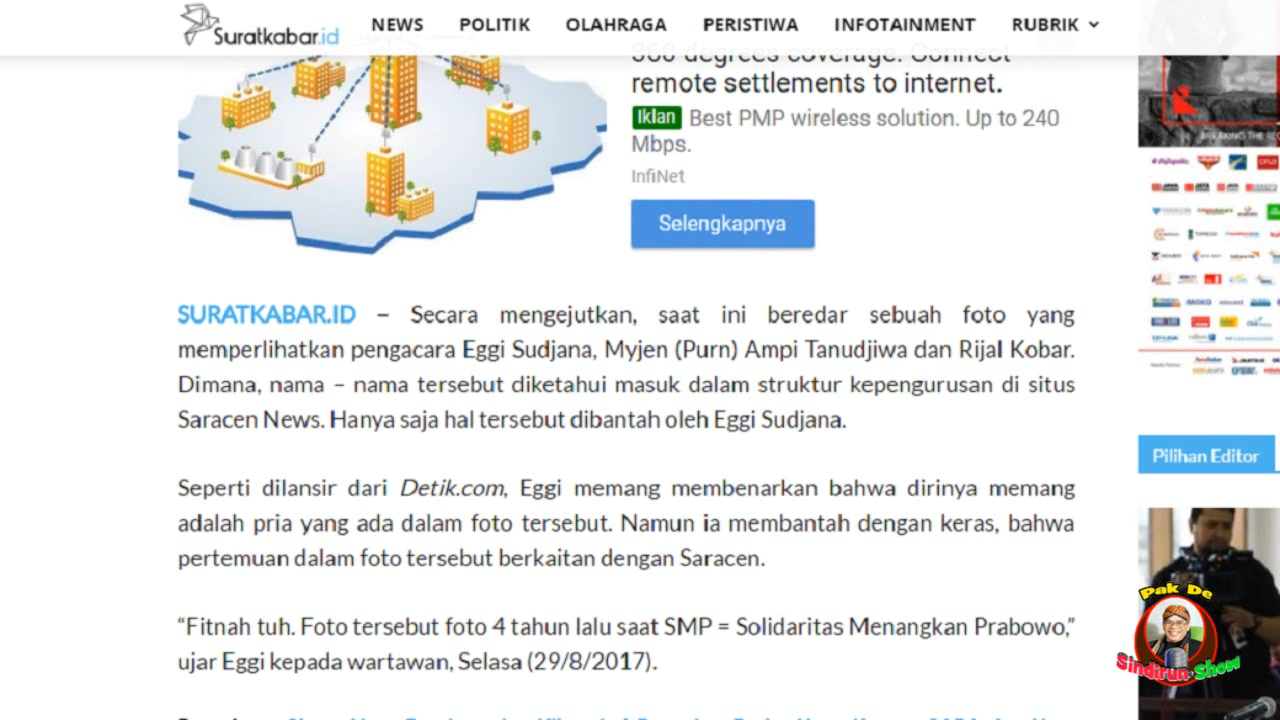 Suratkabar.id NEWS POLITIK OLAHRAGA PERISTIWA INFOTAINMENT RUBRIK
360 degrees coverage. Connect
remote settlements to internet.
Iklan Best PMP wireless solution. Up to 240
Mbps.
InfiNet
Selengkapnya
SURATKABAR.ID – Secara mengejutkan, saat ini beredar sebuah foto yang
memperlihatkan pengacara Eggi Sudjana, Myjen (Purn) Ampi Tanudjiwa dan Rijal Kobar.
Dimana, nama – nama tersebut diketahui masuk dalam struktur kepengurusan di situs
Saracen News. Hanya saja hal tersebut dibantah oleh Eggi Sudjana.
Seperti dilansir dari Detik.com, Eggi memang membenarkan bahwa dirinya memang
adalah pria yang ada dalam foto tersebut. Namun ia membantah dengan keras, bahwa
pertemuan dalam foto tersebut berkaitan dengan Saracen.
“Fitnah tuh. Foto tersebut foto 4 tahun lalu saat SMP = Solidaritas Menangkan Prabowo,”
ujar Eggi kepada wartawan, Selasa (29/8/2017).
Pilihan Editor
Pak De
Sindirun Show